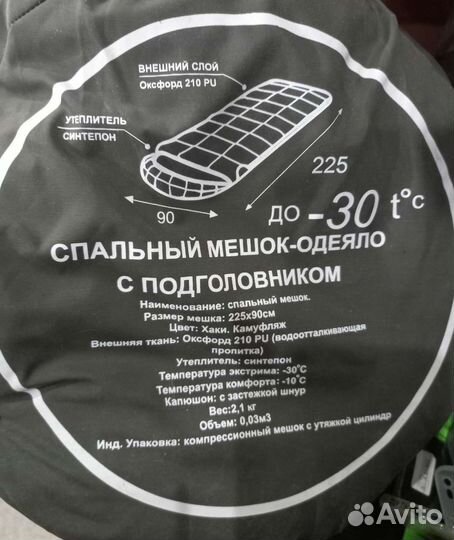 ВНЕШНИЙ СЛОЙ
Оксфорд 210 PU
УТЕПЛИТЕЛЬ
СИНТЕПОН
225
90
ДО -30 t°c
СПАЛЬНЫЙ МЕШОК-ОДЕЯЛО
С ПОДГОЛОВНИКОМ
Наименование: спальный мешок.
Размер мешка: 225х90см
Цвет: Хаки. Камуфляж
Внешняя ткань: Оксфорд 210 PU (водоотталкивающая
пропитка)
Утеплитель: синтепон
Температура экстрима: -30°С
Температура комфорта: -10°С
Капюшон: с застежкой шнур
Вес:2,1 кг
Объем: 0,03м3
Инд. Упаковка: компрессионный мешок с утяжкой цилиндр
Avito